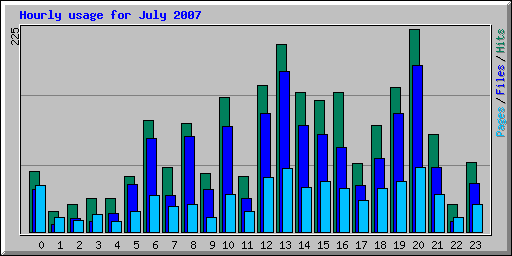 Hourly usage for July 2007
225
Pages / Files / Hits
0 1 2 3 4 5 6 7 8 9 10 11 12 13 14 15 16 17 18 19 20 21 22 23